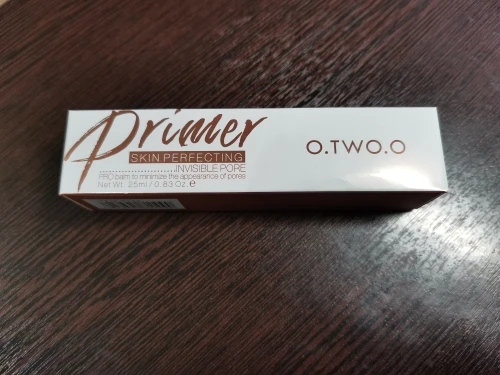 Primer
SKIN PERFECTING
......................INVISIBLE PORE
PRO balm to minimize the appearance of pores
Net Wt. 25ml / 0.83 Oz.℮
O.TWO.O